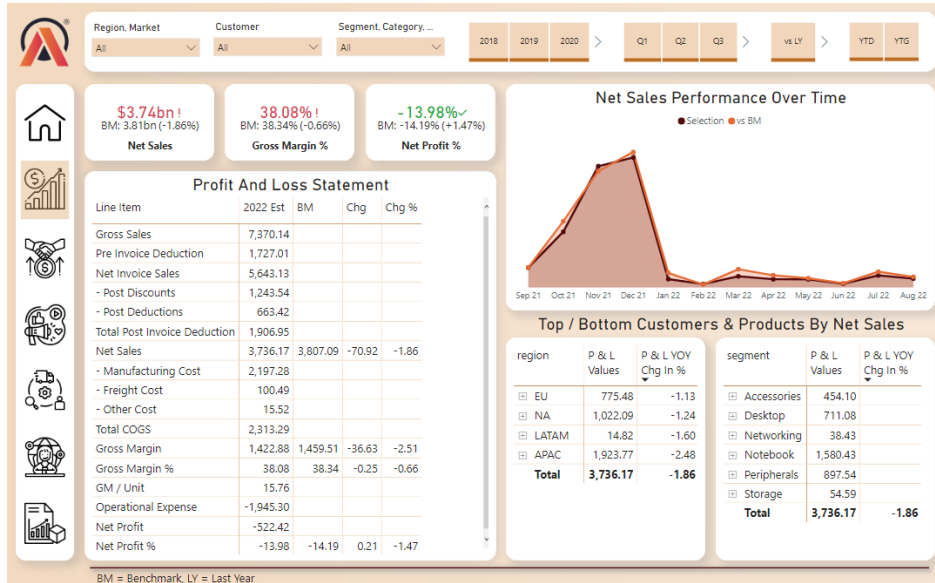 Region, Market
Customer
Segment, Category, ...
All
All
All
2018 2019 2020
Q1 Q2 Q3
vs LY
YTD YTG
$3.74bn !
BM: 3.81bn (-1.86%)
Net Sales
38.08% !
BM: 38.34% (-0.66%)
Gross Margin %
-13.98%✓
BM: -14.19% (+1.47%)
Net Profit %
Profit And Loss Statement
Line Item 2022 Est BM Chg Chg %
Gross Sales 7,370.14
Pre Invoice Deduction 1,727.01
Net Invoice Sales 5,643.13
- Post Discounts 1,243.54
- Post Deductions 663.42
Total Post Invoice Deduction 1,906.95
Net Sales 3,736.17 3,807.09 -70.92 -1.86
- Manufacturing Cost 2,197.28
- Freight Cost 100.49
- Other Cost 15.52
Total COGS 2,313.29
Gross Margin 1,422.88 1,459.51 -36.63 -2.51
Gross Margin % 38.08 38.34 -0.25 -0.66
GM / Unit 15.76
Operational Expense -1,945.30
Net Profit -522.42
Net Profit % -13.98 -14.19 0.21 -1.47
Net Sales Performance Over Time
Selection vs BM
Sep 21 Oct 21 Nov 21 Dec 21 Jan 22 Feb 22 Mar 22 Apr 22 May 22 Jun 22 Jul 22 Aug 22
Top / Bottom Customers & Products By Net Sales
region P & L Values P & L YOY Chg In %
EU 775.48 -1.13
NA 1,022.09 -1.24
LATAM 14.82 -1.60
APAC 1,923.77 -2.48
Total 3,736.17 -1.86
segment P & L Values P & L YOY Chg In %
Accessories 454.10
Desktop 711.08
Networking 38.43
Notebook 1,580.43
Peripherals 897.54
Storage 54.59
Total 3,736.17 -1.86
BM = Benchmark, LY = Last Year